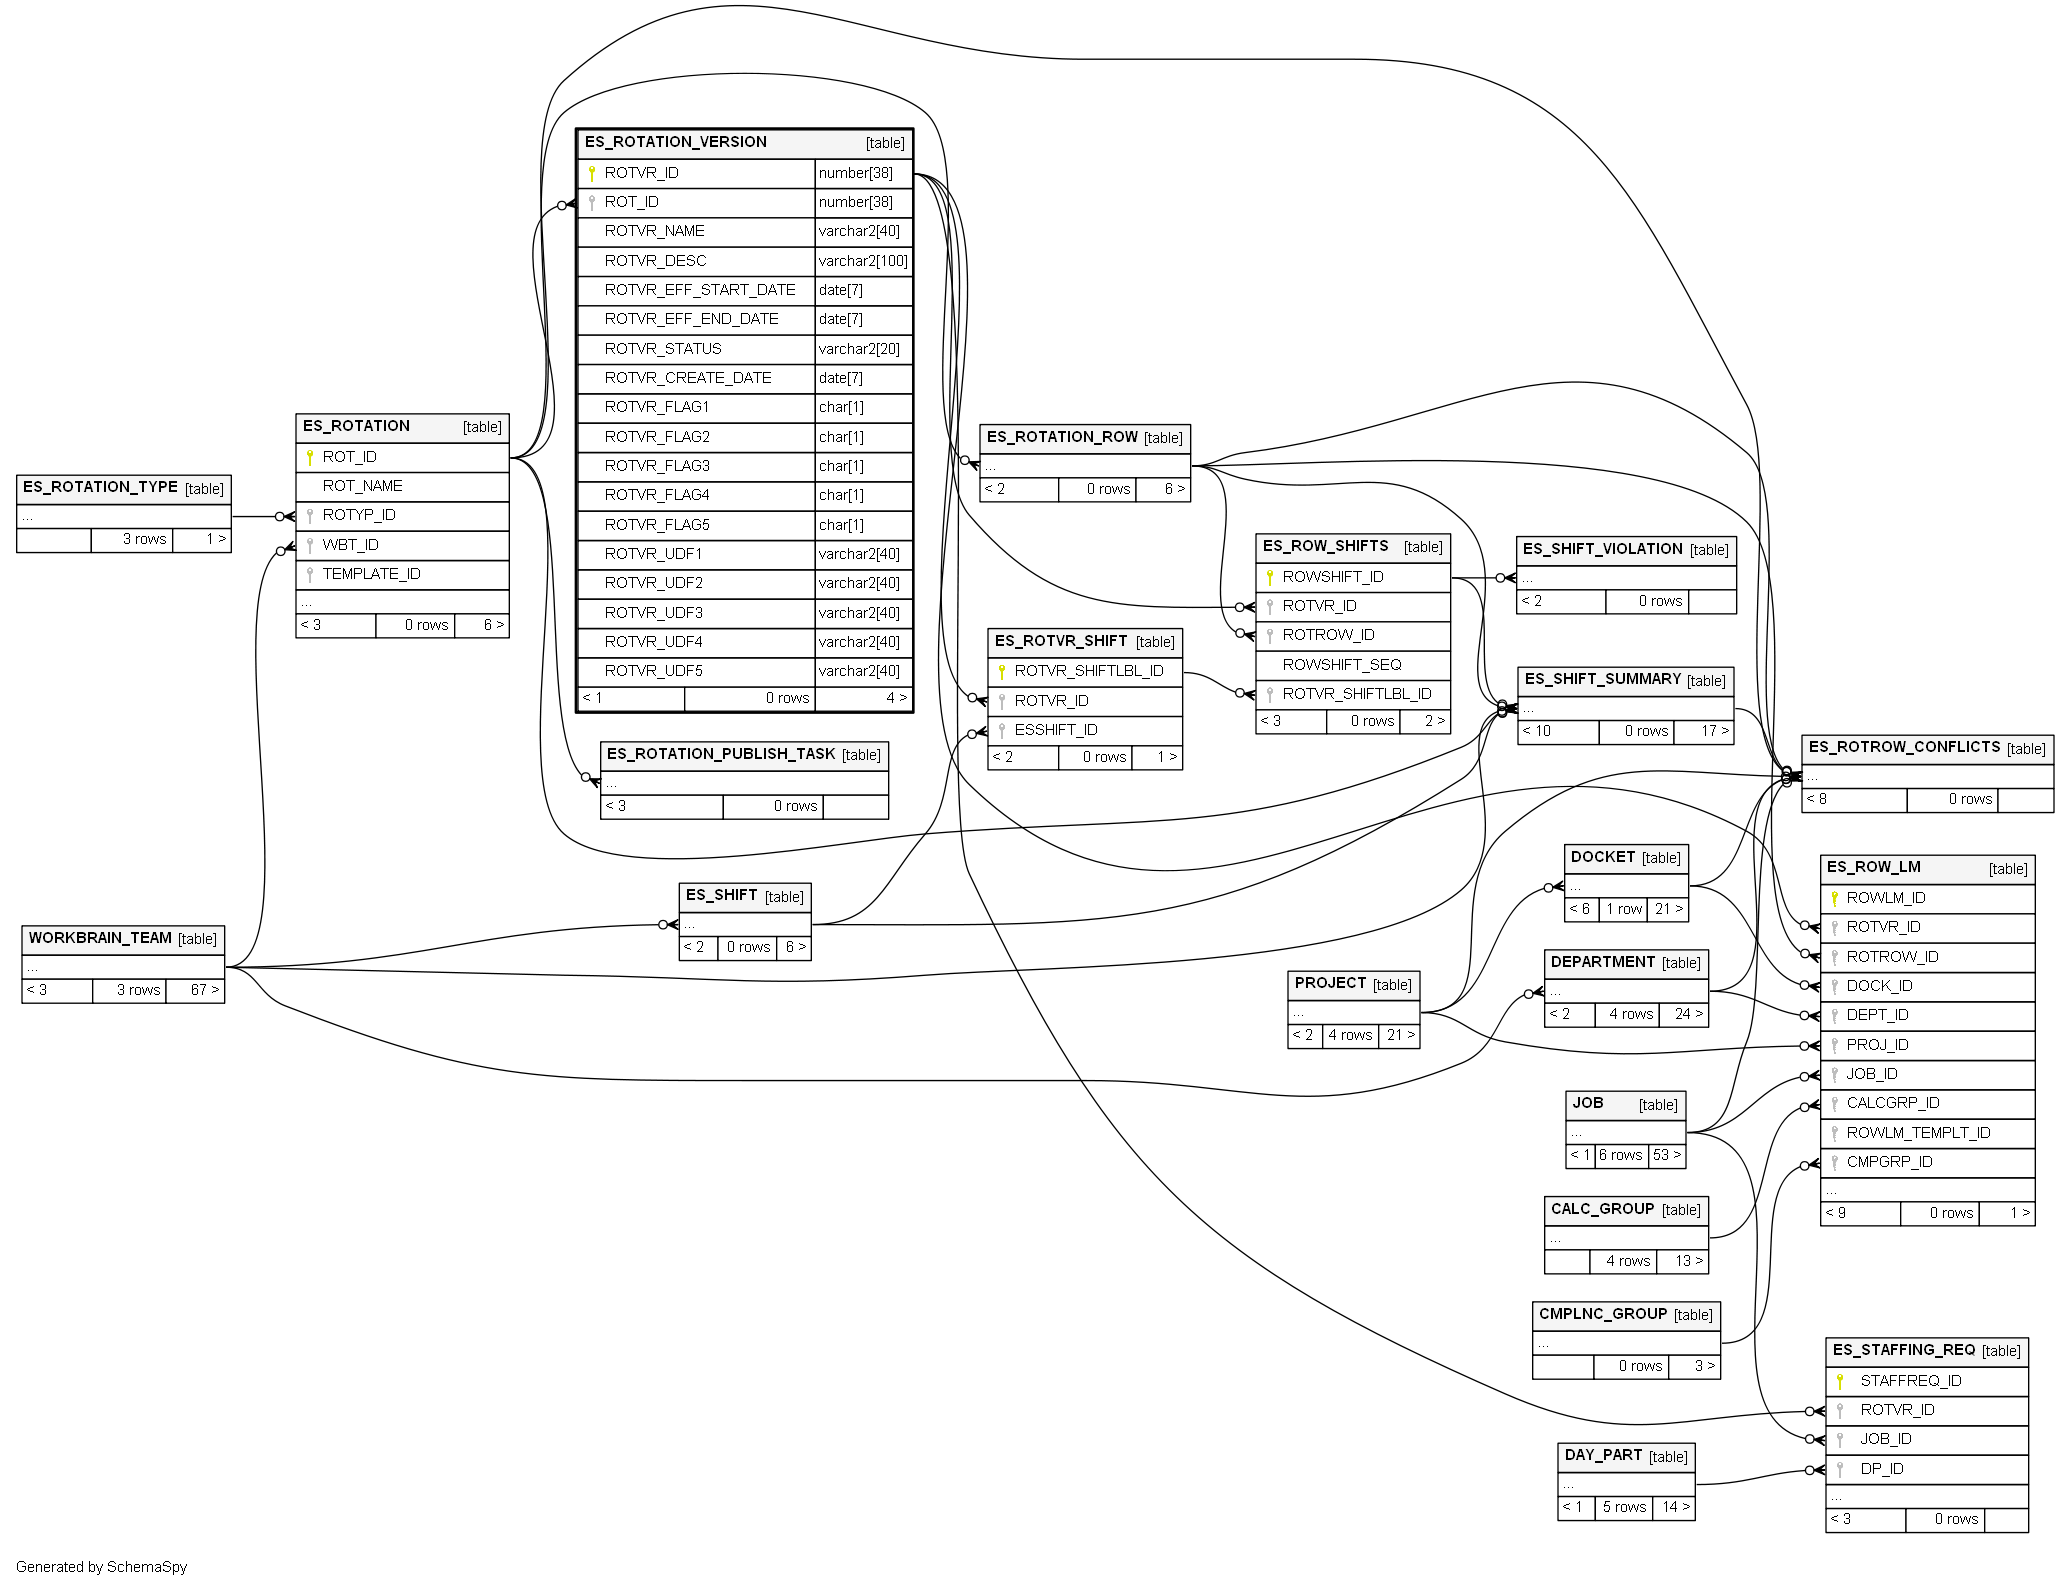 ES_ROTATION_VERSION [table]
ROTVR_ID number[38]
ROT_ID number[38]
ROTVR_NAME varchar2[40]
ROTVR_DESC varchar2[100]
ROTVR_EFF_START_DATE date[7]
ROTVR_EFF_END_DATE date[7]
ROTVR_STATUS varchar2[20]
ROTVR_CREATE_DATE date[7]
ROTVR_FLAG1 char[1]
ROTVR_FLAG2 char[1]
ROTVR_FLAG3 char[1]
ROTVR_FLAG4 char[1]
ROTVR_FLAG5 char[1]
ROTVR_UDF1 varchar2[40]
ROTVR_UDF2 varchar2[40]
ROTVR_UDF3 varchar2[40]
ROTVR_UDF4 varchar2[40]
ROTVR_UDF5 varchar2[40]
< 1 0 rows 4 >
ES_ROTATION_TYPE [table]
...
3 rows 1 >
ES_ROTATION [table]
ROT_ID
ROT_NAME
ROTYP_ID
WBT_ID
TEMPLATE_ID
...
< 3 0 rows 6 >
WORKBRAIN_TEAM [table]
...
< 3 3 rows 67 >
ES_ROTATION_PUBLISH_TASK [table]
...
< 3 0 rows
ES_SHIFT [table]
...
< 2 0 rows 6 >
ES_ROTATION_ROW [table]
...
< 2 0 rows 6 >
ES_ROTVR_SHIFT [table]
ROTVR_SHIFTLBL_ID
ROTVR_ID
ESSHIFT_ID
< 2 0 rows 1 >
ES_ROW_SHIFTS [table]
ROWSHIFT_ID
ROTVR_ID
ROTROW_ID
ROWSHIFT_SEQ
ROTVR_SHIFTLBL_ID
< 3 0 rows 2 >
ES_SHIFT_VIOLATION [table]
...
< 2 0 rows
ES_SHIFT_SUMMARY [table]
...
< 10 0 rows 17 >
ES_ROTROW_CONFLICTS [table]
...
< 8 0 rows
DOCKET [table]
...
< 6 1 row 21 >
DEPARTMENT [table]
...
< 2 4 rows 24 >
PROJECT [table]
...
< 2 4 rows 21 >
JOB [table]
...
< 1 6 rows 53 >
CALC_GROUP [table]
...
4 rows 13 >
CMPLNC_GROUP [table]
...
0 rows 3 >
DAY_PART [table]
...
< 1 5 rows 14 >
ES_ROW_LM [table]
ROWLM_ID
ROTVR_ID
ROTROW_ID
DOCK_ID
DEPT_ID
PROJ_ID
JOB_ID
CALCGRP_ID
ROWLM_TEMPLT_ID
CMPGRP_ID
...
< 9 0 rows 1 >
ES_STAFFING_REQ [table]
STAFFREQ_ID
ROTVR_ID
JOB_ID
DP_ID
...
< 3 0 rows
Generated by SchemaSpy